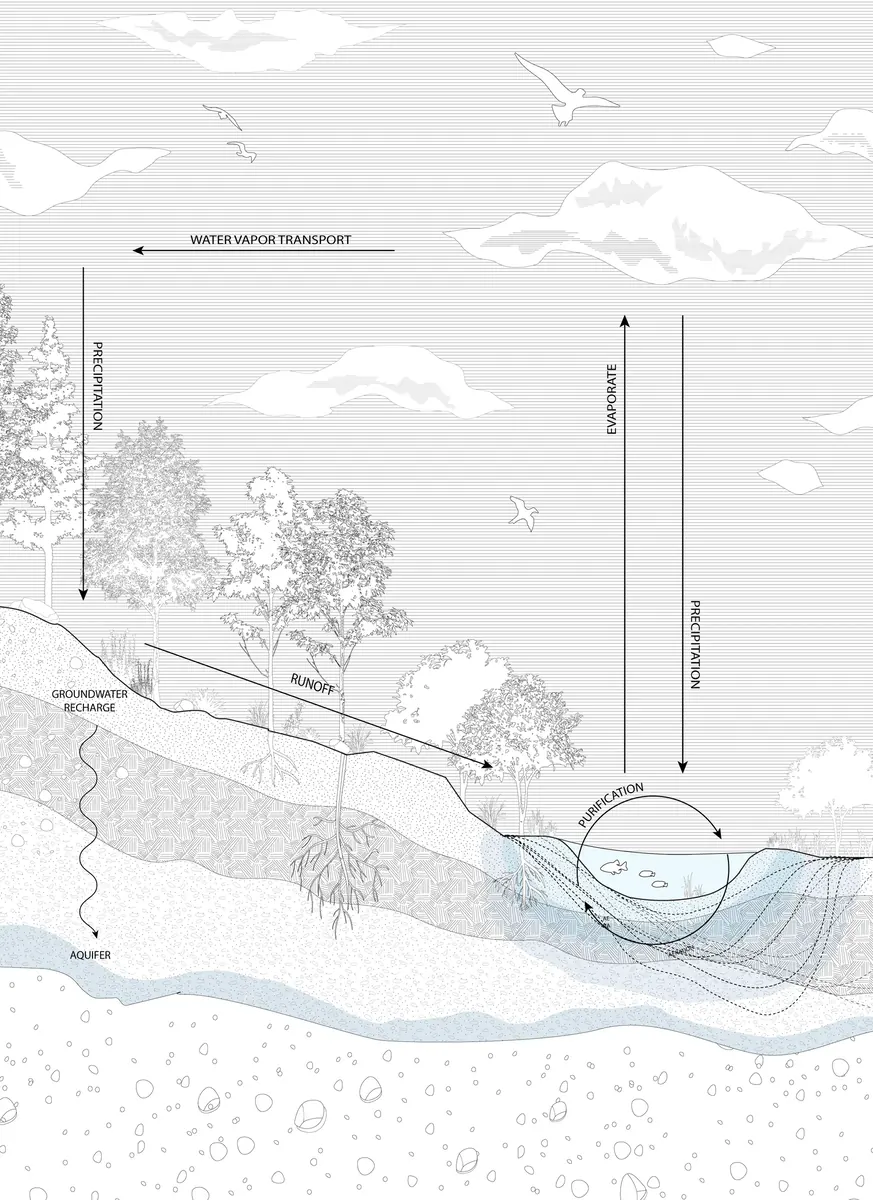 WATER VAPOR TRANSPORT
PRECIPITATION
EVAPORATE
PRECIPITATION
RUNOFF
GROUNDWATER
RECHARGE
PURIFICATION
AQUIFER